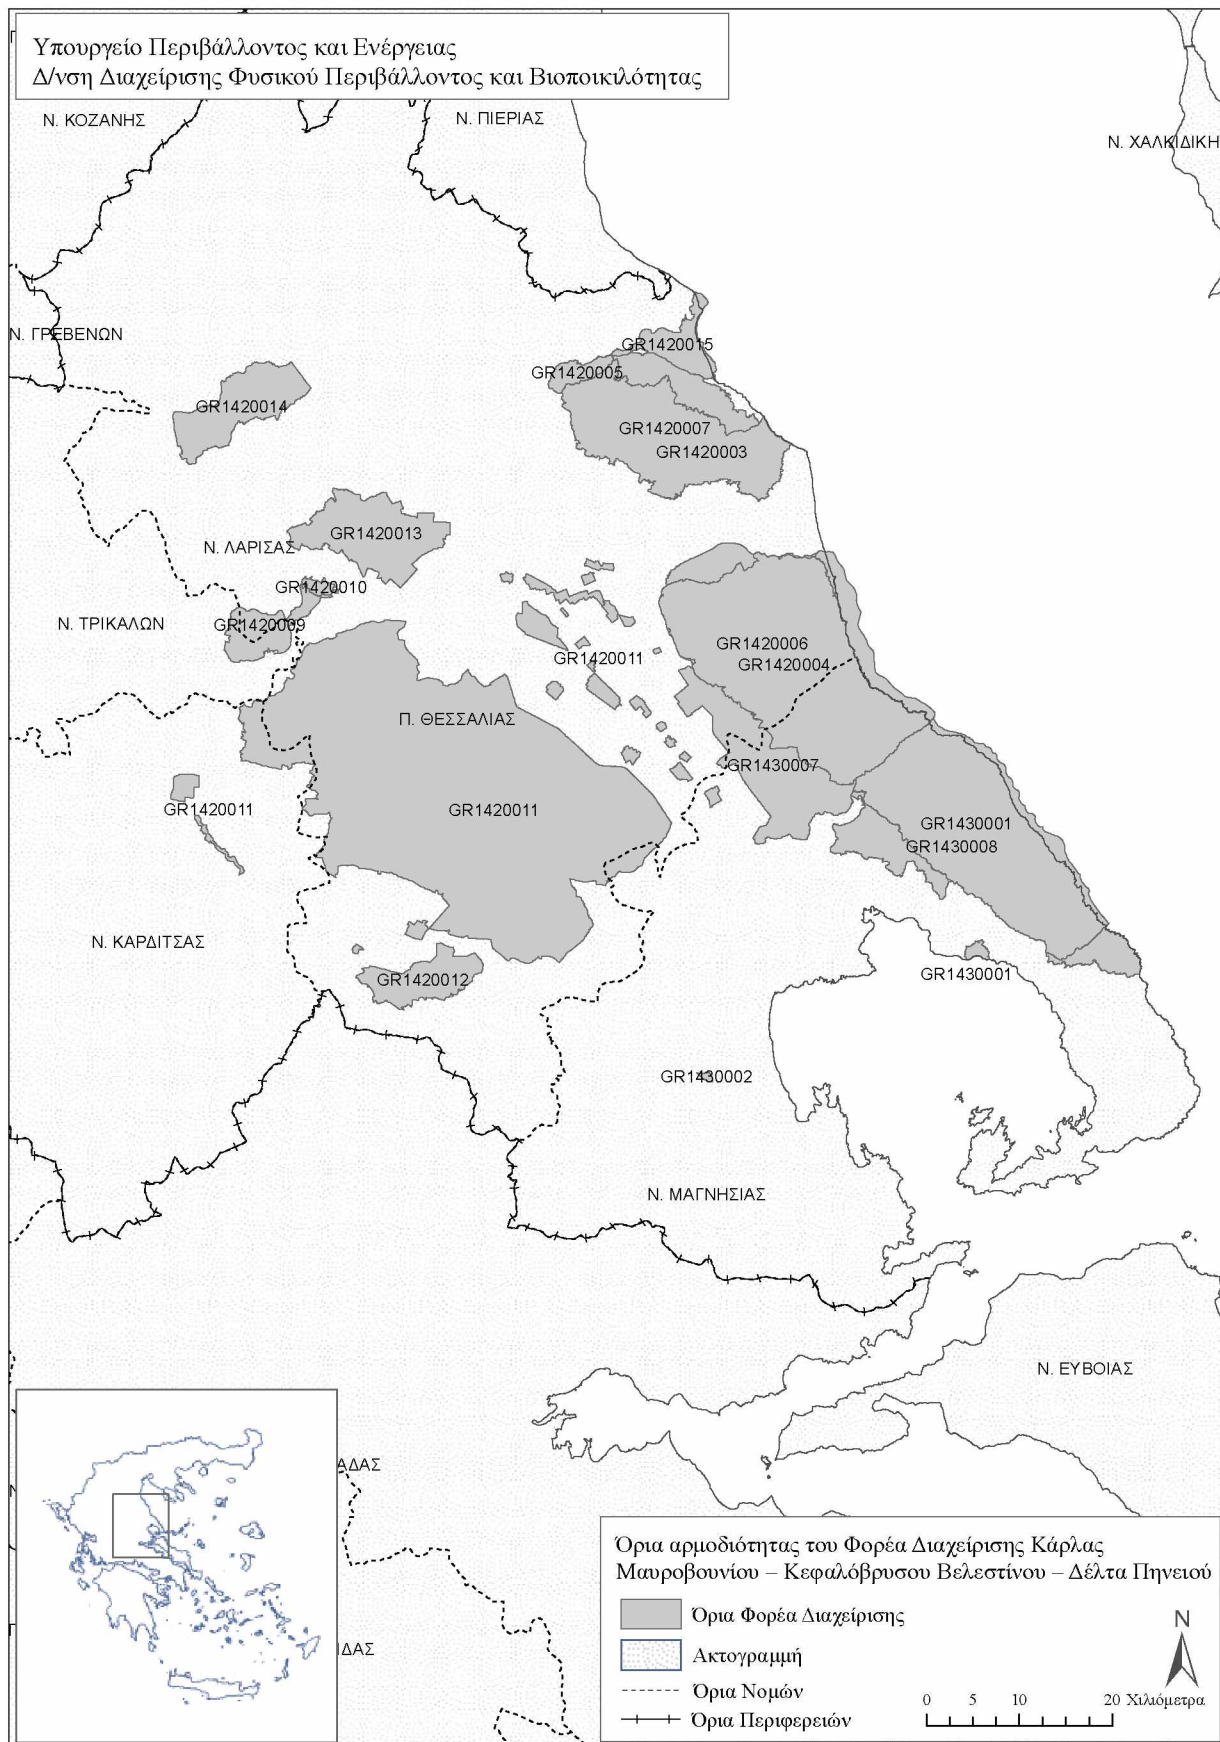 Υπουργείο Περιβάλλοντος και Ενέργειας
Δ/νση Διαχείρισης Φυσικού Περιβάλλοντος και Βιοποικιλότητας
Ν. ΚΟΖΑΝΗΣ
Ν. ΠΙΕΡΙΑΣ
Ν. ΧΑΛΚΙΔΙΚΗ
Ν. ΓΡΕΒΕΝΩΝ
GR1420015
GR1420005
GR1420014
GR1420007
GR1420003
GR1420013
Ν. ΛΑΡΙΣΑΣ
GR1420010
Ν. ΤΡΙΚΑΛΩΝ
GR1420009
GR1420006
GR1420011
GR1420004
Π. ΘΕΣΣΑΛΙΑΣ
GR1430007
GR1420011
GR1420011
GR1430001
GR1430008
Ν. ΚΑΡΔΙΤΣΑΣ
GR1420012
GR1430001
GR1430002
Ν. ΜΑΓΝΗΣΙΑΣ
Ν. ΕΥΒΟΙΑΣ
ΑΔΑΣ
ΙΔΑΣ
Όρια αρμοδιότητας του Φορέα Διαχείρισης Κάρλας
Μαυροβουνίου – Κεφαλόβρυσου Βελεστίνου – Δέλτα Πηνειού
Όρια Φορέα Διαχείρισης
Ακτογραμμή
Όρια Νομών
Όρια Περιφερειών
N
0 5 10 20 Χιλιόμετρα